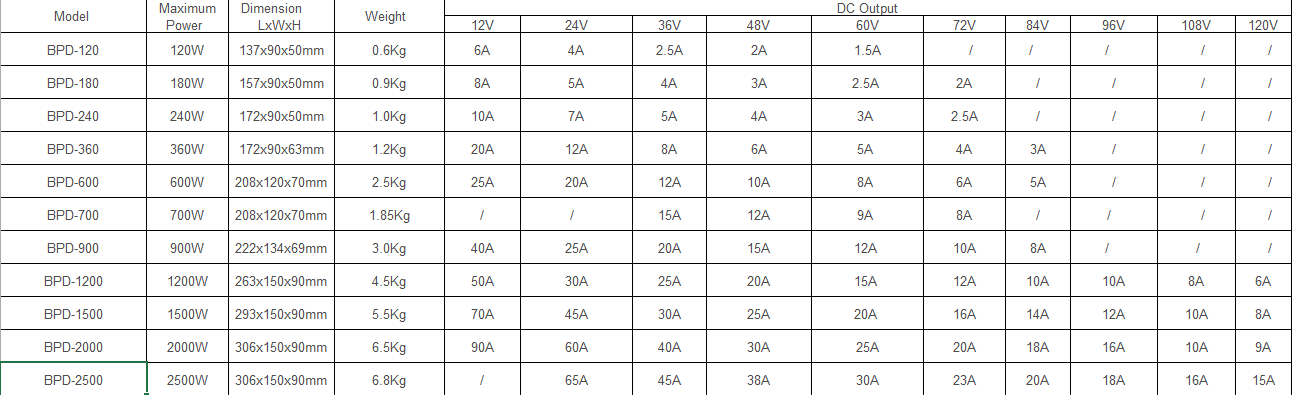 Model Maximum Power Dimension LxWxH Weight DC Output
12V 24V 36V 48V 60V 72V 84V 96V 108V 120V
BPD-120 120W 137x90x50mm 0.6Kg 6A 4A 2.5A 2A 1.5A / / / / /
BPD-180 180W 157x90x50mm 0.9Kg 8A 5A 4A 3A 2.5A 2A / / / /
BPD-240 240W 172x90x50mm 1.0Kg 10A 7A 5A 4A 3A 2.5A / / / /
BPD-360 360W 172x90x63mm 1.2Kg 20A 12A 8A 6A 5A 4A 3A / / /
BPD-600 600W 208x120x70mm 2.5Kg 25A 20A 12A 10A 8A 6A 5A / / /
BPD-700 700W 208x120x70mm 1.85Kg / / 15A 12A 9A 8A / / / /
BPD-900 900W 222x134x69mm 3.0Kg 40A 25A 20A 15A 12A 10A 8A / / /
BPD-1200 1200W 263x150x90mm 4.5Kg 50A 30A 25A 20A 15A 12A 10A 10A 8A 6A
BPD-1500 1500W 293x150x90mm 5.5Kg 70A 45A 30A 25A 20A 16A 14A 12A 10A 8A
BPD-2000 2000W 306x150x90mm 6.5Kg 90A 60A 40A 30A 25A 20A 18A 16A 10A 9A
BPD-2500 2500W 306x150x90mm 6.8Kg / 65A 45A 38A 30A 23A 20A 18A 16A 15A